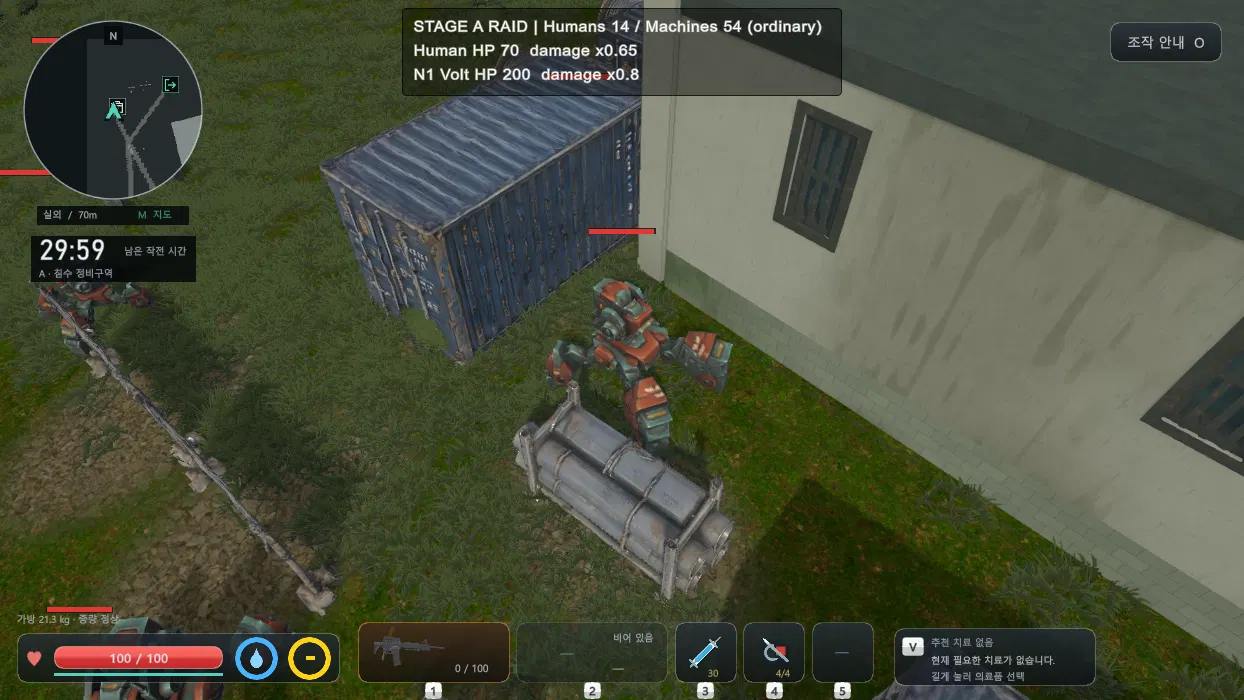 STAGE A RAID | Humans 14 / Machines 54 (ordinary)
Human HP 70 damage x0.65
N1 Volt HP 200 damage x0.8
조작 안내 O
N
실외 / 70m M 지도
29:59 남은 작전 시간
A · 침수 정비구역
가방 21.3 kg · 중량 정상
100 / 100
0 / 100
비어 있음
30
4/4
1
2
3
4
5
V
추천 치료 없음
현재 필요한 치료가 없습니다.
길게 눌러 의료품 선택